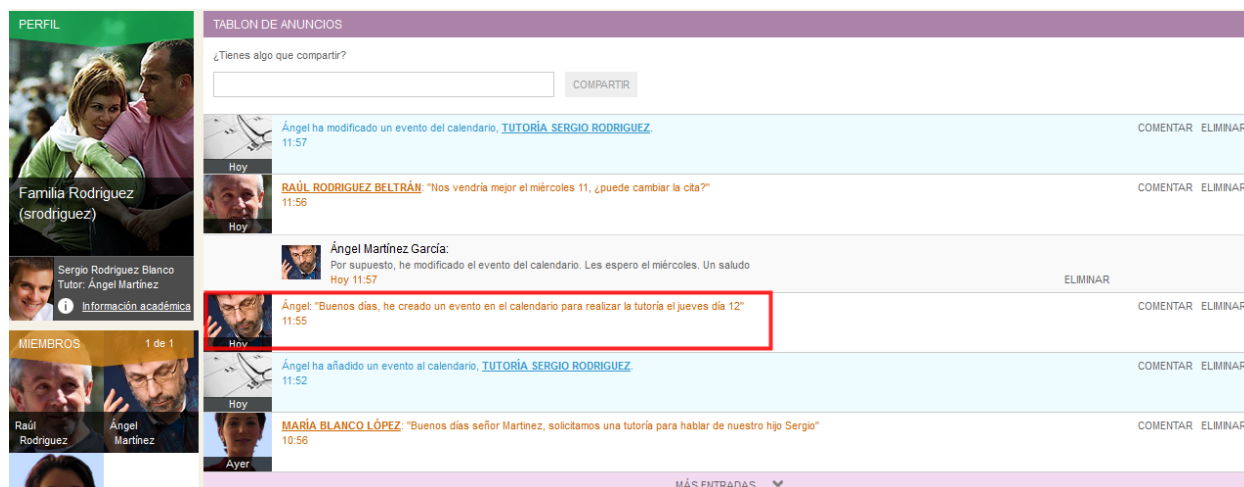 PERFIL
Familia Rodriguez
(srodriguez)
Sergio Rodriguez Blanco
Tutor: Ángel Martínez
i Información académica
MIEMBROS 1 de 1
Raúl
Rodriguez
Ángel
Martínez
TABLON DE ANUNCIOS
¿Tienes algo que compartir?
COMPARTIR
Ángel ha modificado un evento del calendario, TUTORÍA SERGIO RODRIGUEZ. COMENTAR ELIMINAR
11:57
Hoy
RAÚL RODRIGUEZ BELTRÁN: "Nos vendría mejor el miércoles 11, ¿puede cambiar la cita?" COMENTAR ELIMINAR
11:56
Hoy
Ángel Martínez García:
Por supuesto, he modificado el evento del calendario. Les espero el miércoles. Un saludo
Hoy 11:57 ELIMINAR
Ángel: "Buenos días, he creado un evento en el calendario para realizar la tutoría el jueves día 12" COMENTAR ELIMINAR
11:55
Hoy
Ángel ha añadido un evento al calendario, TUTORÍA SERGIO RODRIGUEZ. COMENTAR ELIMINAR
11:52
Hoy
MARÍA BLANCO LÓPEZ: "Buenos días señor Martinez, solicitamos una tutoría para hablar de nuestro hijo Sergio" COMENTAR ELIMINAR
10:56
Ayer
MÁS ENTRADAS